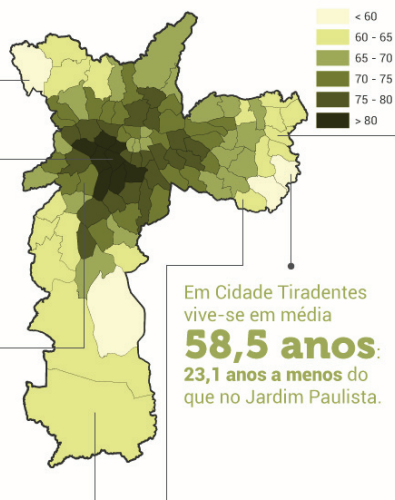 < 60
60 - 65
65 - 70
70 - 75
75 - 80
> 80
Em Cidade Tiradentes
vive-se em média
58,5 anos:
23,1 anos a menos do
que no Jardim Paulista.